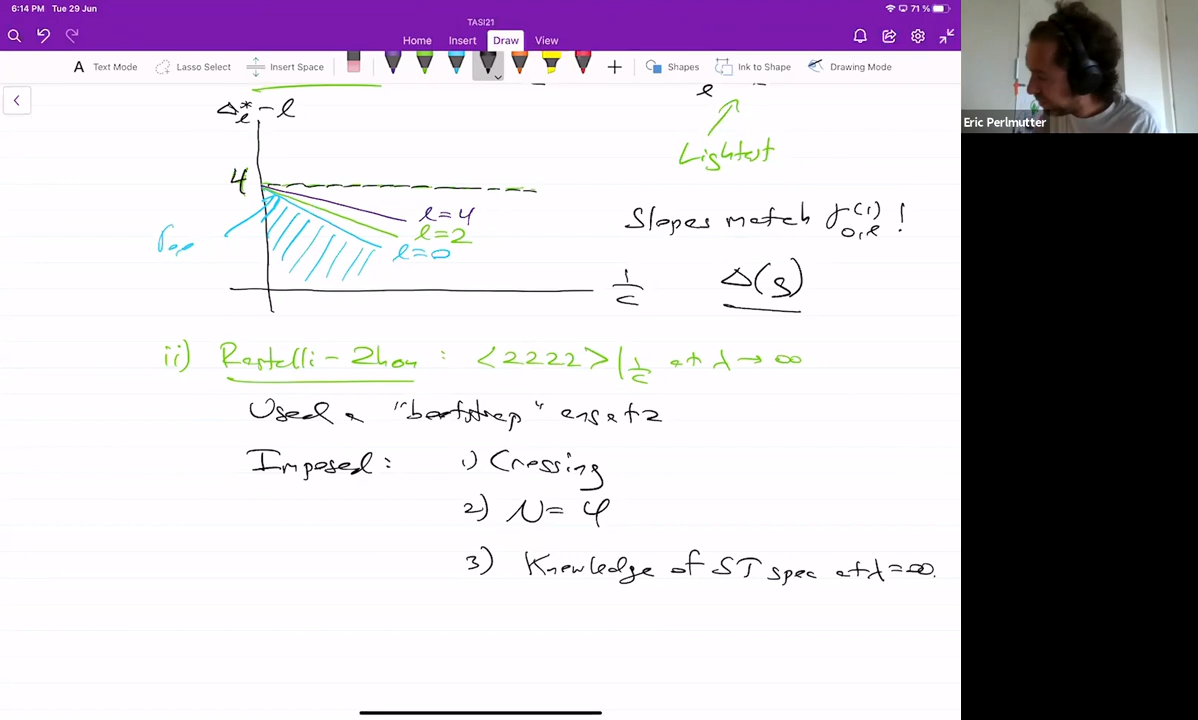 6:14 PM Tue 29 Jun
71 %
TASI21
Home Insert Draw View
Text Mode Lasso Select Insert Space Shapes Ink to Shape Drawing Mode
Eric Perlmutter
Δ*ℓ - ℓ
ℓ
Lightest
4
ℓ=4
ℓ=2
ℓ=0
Slopes match γ^(1)_0,ℓ !
1/c
ii) Rastelli-Zhou : <2222>|1/c at λ → ∞
Used a "bootstrap" ansatz
Imposed : 1) Crossing
2) N = 4
3) Knowledge of ST spec at λ = ∞.